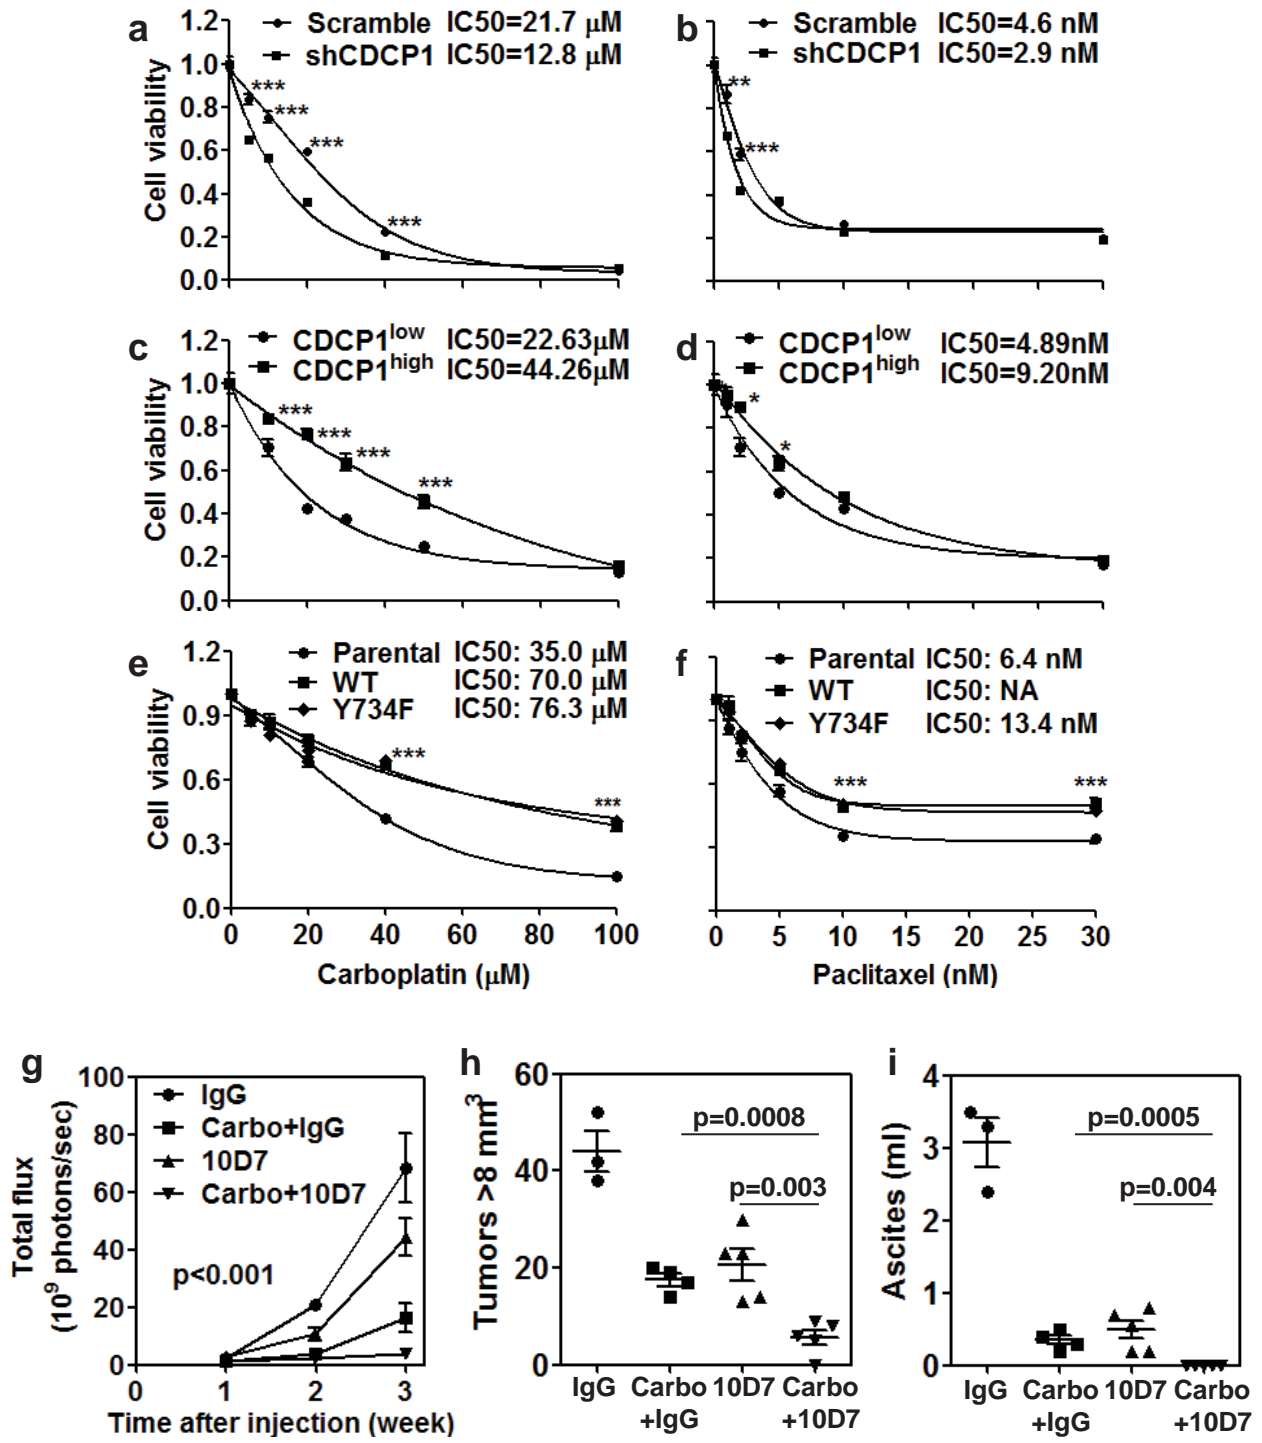 a
Scramble IC50=21.7 μM
shCDCP1 IC50=12.8 μM
1.2
1.0
0.8
0.6
0.4
0.2
0.0
Cell viability
***
***
***
***
b
Scramble IC50=4.6 nM
shCDCP1 IC50=2.9 nM
**
***
c
CDCP1low IC50=22.63μM
CDCP1high IC50=44.26μM
1.2
1.0
0.8
0.6
0.4
0.2
0.0
Cell viability
***
***
***
***
d
CDCP1low IC50=4.89nM
CDCP1high IC50=9.20nM
*
*
e
Parental IC50: 35.0 μM
WT IC50: 70.0 μM
Y734F IC50: 76.3 μM
1.2
0.9
0.6
0.3
0.0
Cell viability
***
***
0 20 40 60 80 100
Carboplatin (μM)
f
Parental IC50: 6.4 nM
WT IC50: NA
Y734F IC50: 13.4 nM
***
***
0 5 10 15 20 25 30
Paclitaxel (nM)
g
100
80
60
40
20
0
Total flux
(10⁹ photons/sec)
IgG
Carbo+IgG
10D7
Carbo+10D7
p<0.001
0 1 2 3
Time after injection (week)
h
60
40
20
0
Tumors >8 mm³
p=0.0008
p=0.003
IgG Carbo 10D7 Carbo
+IgG +10D7
i
4
3
2
1
0
Ascites (ml)
p=0.0005
p=0.004
IgG Carbo 10D7 Carbo
+IgG +10D7